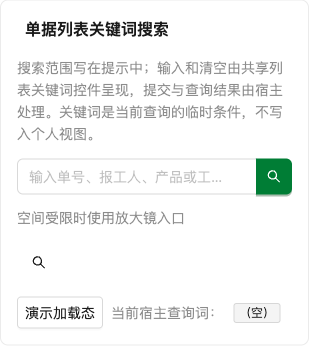 单据列表关键词搜索
搜索范围写在提示中；输入和清空由共享列
表关键词控件呈现，提交与查询结果由宿主
处理。关键词是当前查询的临时条件，不写
入个人视图。
输入单号、报工人、产品或工...
空间受限时使用放大镜入口
演示加载态 当前宿主查询词： （空）